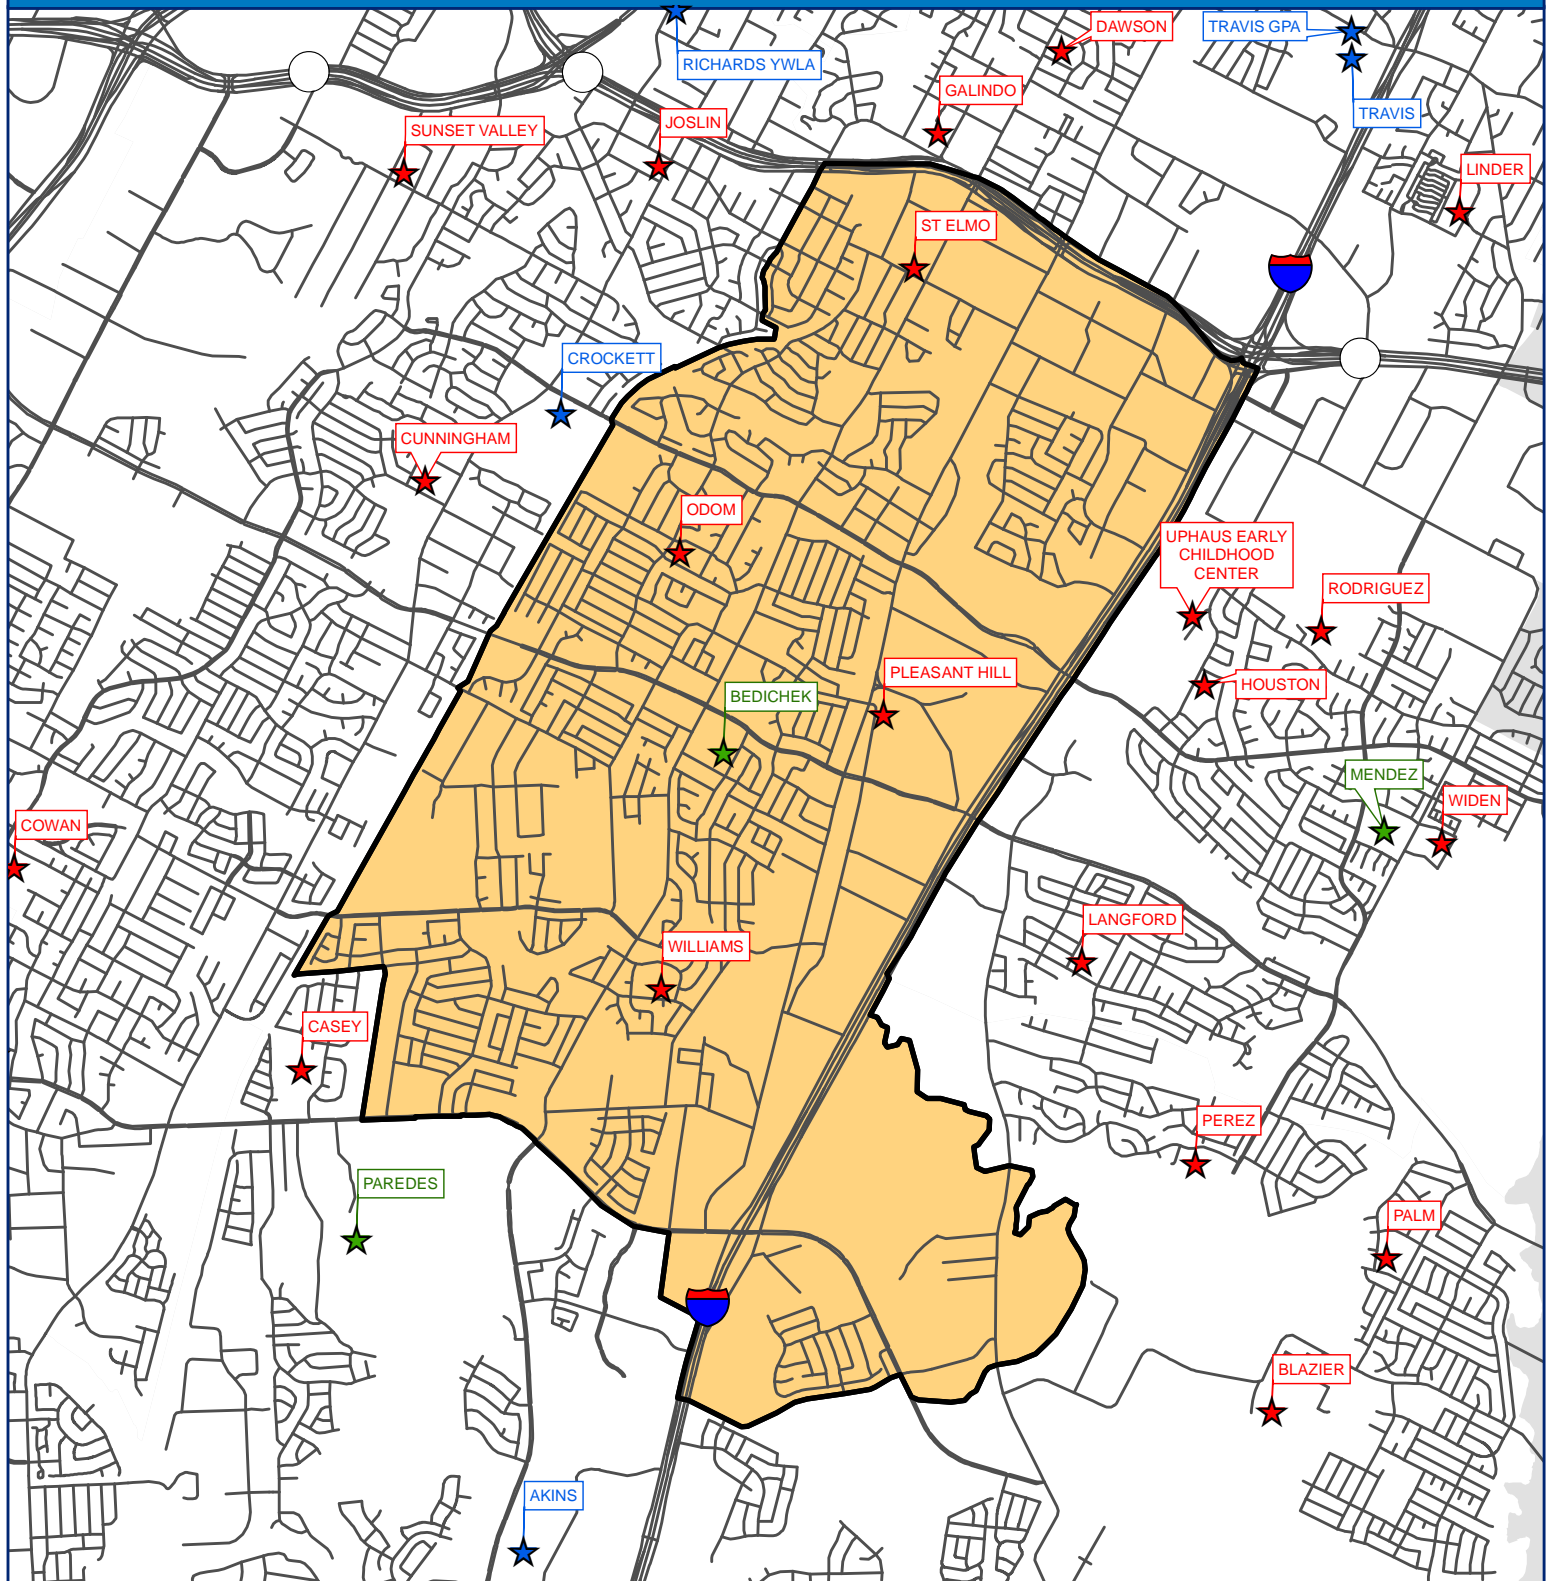 DAWSON
TRAVIS GPA
RICHARDS YWLA
GALINDO
TRAVIS
JOSLIN
SUNSET VALLEY
LINDER
ST ELMO
CROCKETT
CUNNINGHAM
ODOM
UPHAUS EARLY
CHILDHOOD
CENTER
RODRIGUEZ
PLEASANT HILL
HOUSTON
BEDICHEK
MENDEZ
WIDEN
COWAN
LANGFORD
WILLIAMS
CASEY
PEREZ
PAREDES
PALM
BLAZIER
AKINS